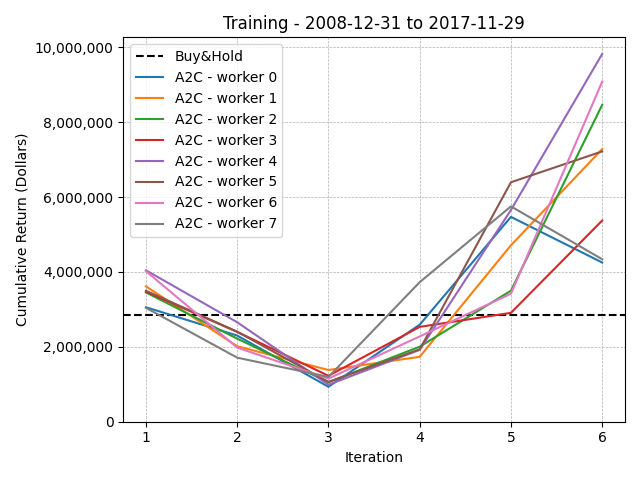 Training - 2008-12-31 to 2017-11-29
Cumulative Return (Dollars)
10,000,000
8,000,000
6,000,000
4,000,000
2,000,000
0
Buy&Hold
A2C - worker 0
A2C - worker 1
A2C - worker 2
A2C - worker 3
A2C - worker 4
A2C - worker 5
A2C - worker 6
A2C - worker 7
1 2 3 4 5 6
Iteration